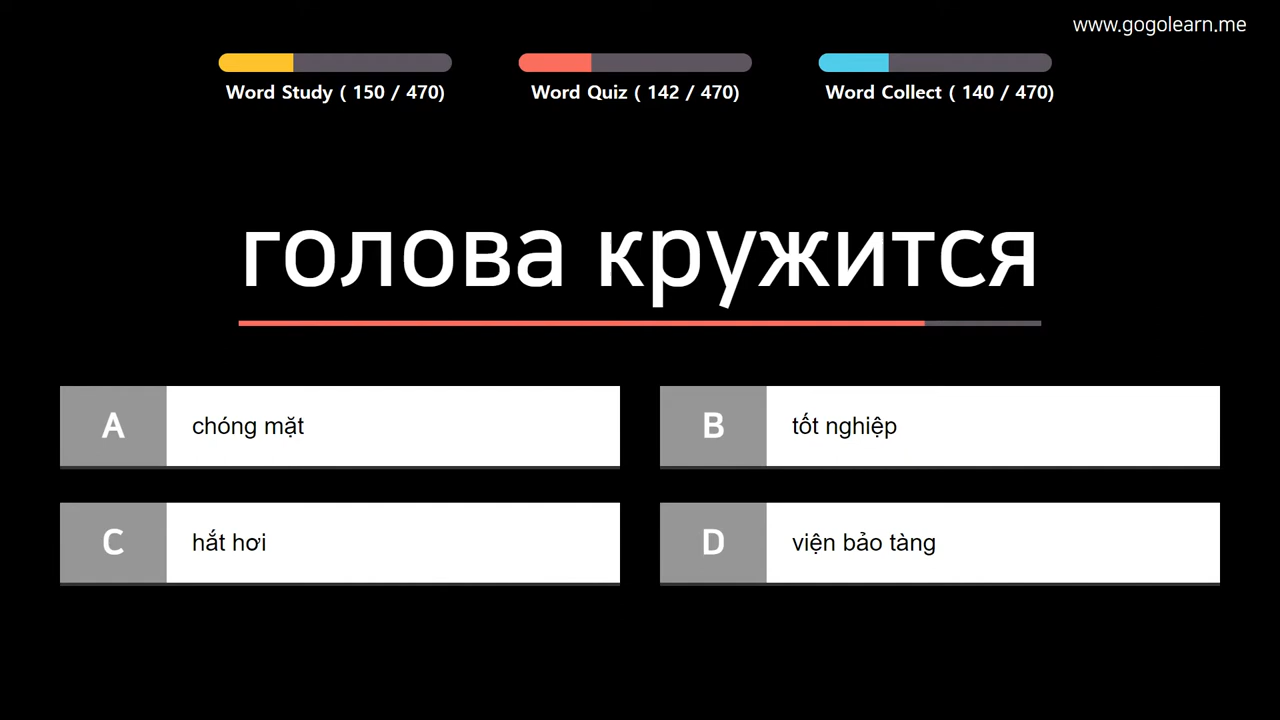 www.gogolearn.me
Word Study ( 150 / 470)
Word Quiz ( 142 / 470)
Word Collect ( 140 / 470)
голова кружится
A chóng mặt
B tốt nghiệp
C hắt hơi
D viện bảo tàng